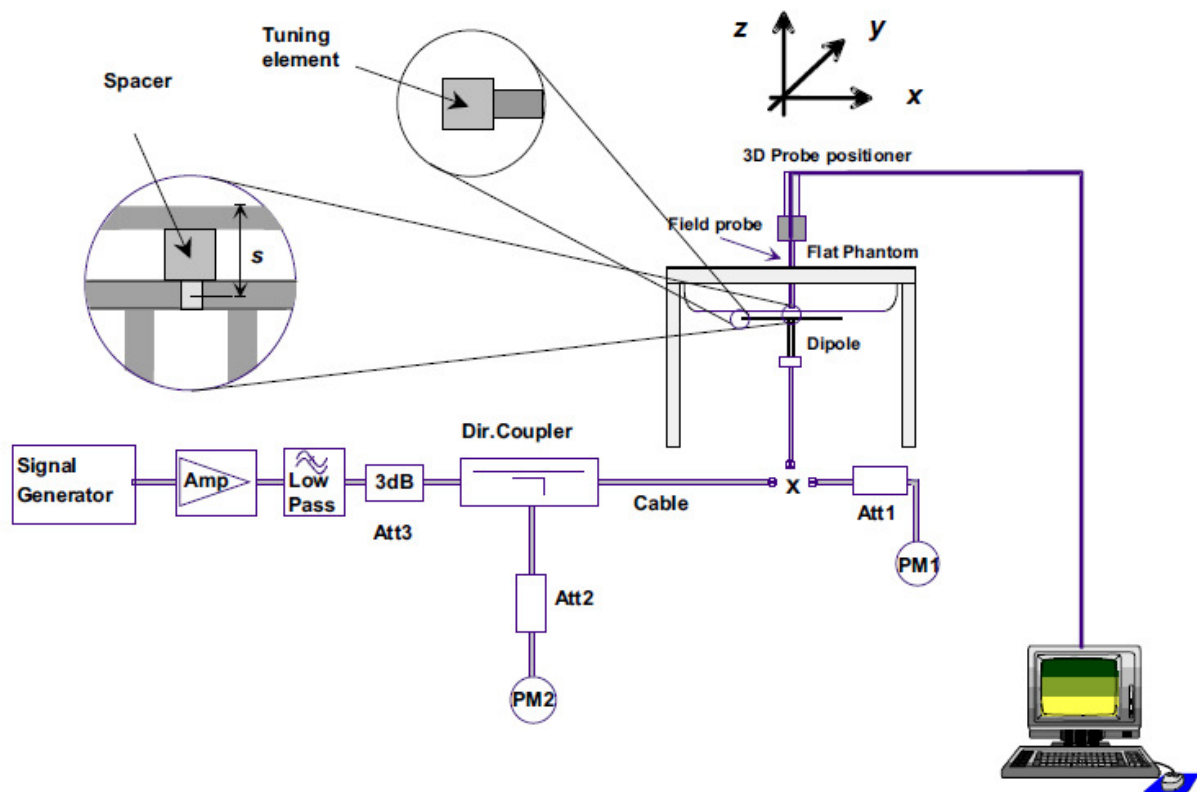 Tuning
element
Spacer
s
z
y
x
3D Probe positioner
Field probe
Flat Phantom
Dipole
Dir.Coupler
Signal
Generator
Amp
Low
Pass
3dB
Att3
Cable
X
Att1
PM1
Att2
PM2